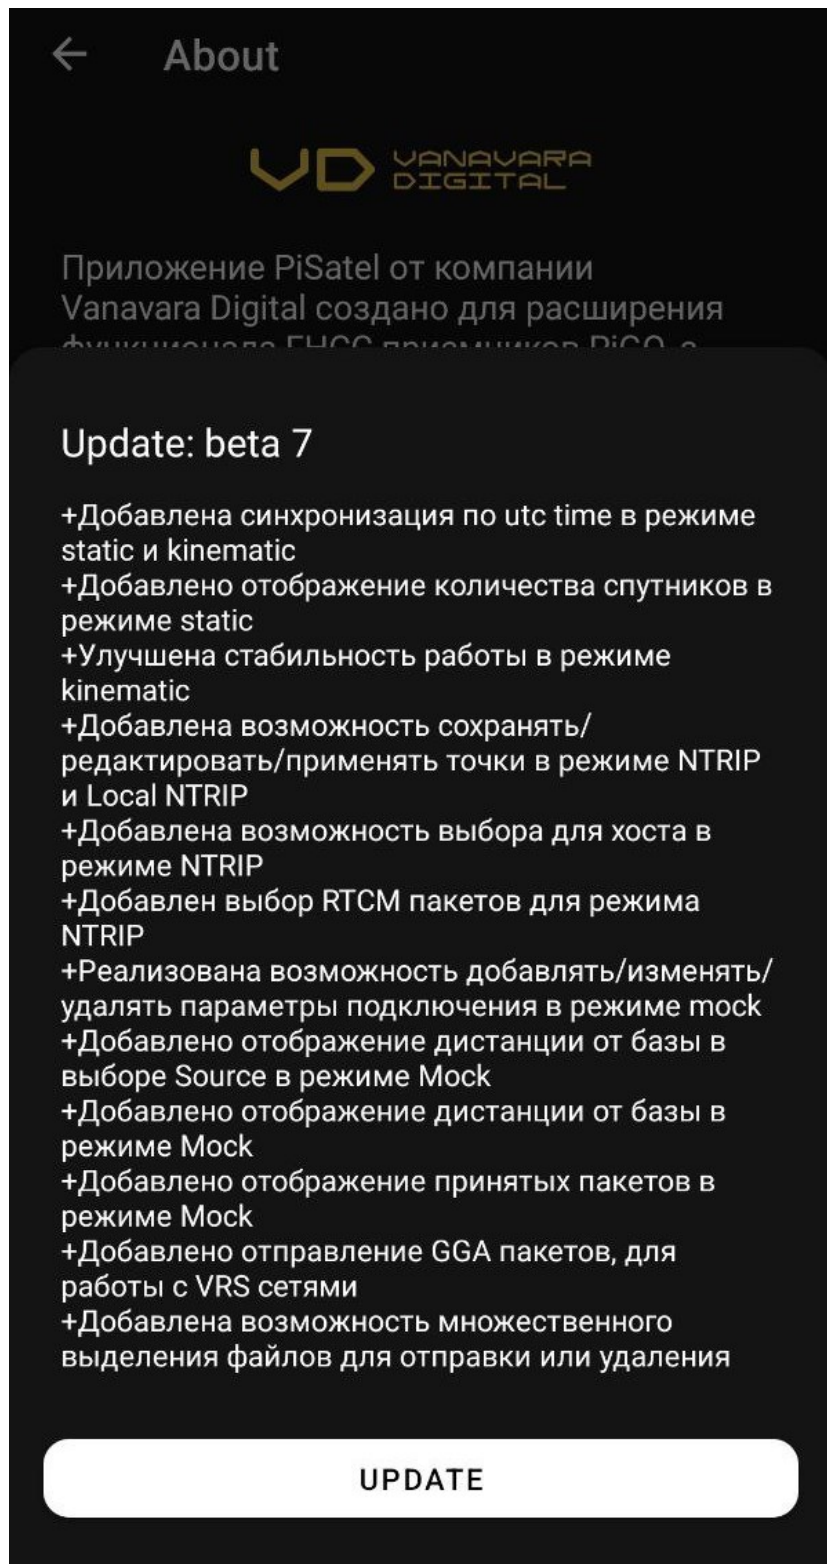 About
VD VANAVARA
DIGITAL
Приложение PiSatel от компании
Vanavara Digital создано для расширения
функционала ГНСС приемников PiGO, а
Update: beta 7
+Добавлена синхронизация по utc time в режиме
static и kinematic
+Добавлено отображение количества спутников в
режиме static
+Улучшена стабильность работы в режиме
kinematic
+Добавлена возможность сохранять/
редактировать/применять точки в режиме NTRIP
и Local NTRIP
+Добавлена возможность выбора для хоста в
режиме NTRIP
+Добавлен выбор RTCM пакетов для режима
NTRIP
+Реализована возможность добавлять/изменять/
удалять параметры подключения в режиме mock
+Добавлено отображение дистанции от базы в
выборе Source в режиме Mock
+Добавлено отображение дистанции от базы в
режиме Mock
+Добавлено отображение принятых пакетов в
режиме Mock
+Добавлено отправление GGA пакетов, для
работы с VRS сетями
+Добавлена возможность множественного
выделения файлов для отправки или удаления
UPDATE